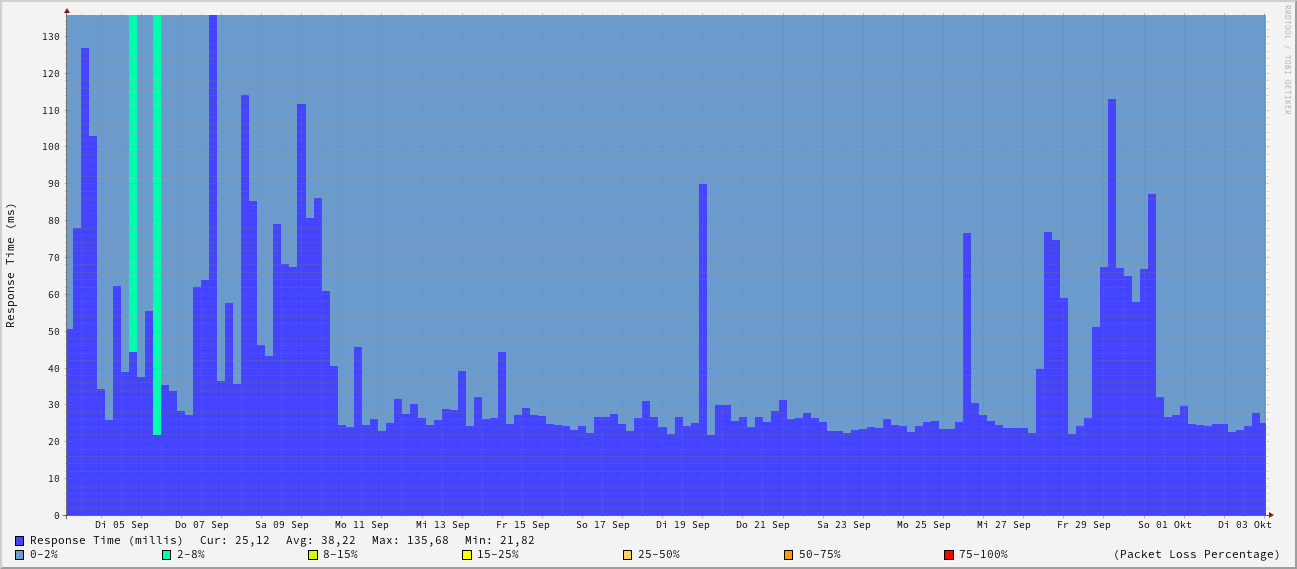 RRDTOOL / TOBI OETIKER
130
120
110
100
90
80
70
60
50
40
30
20
10
0
Response Time (ms)
Di 05 Sep Do 07 Sep Sa 09 Sep Mo 11 Sep Mi 13 Sep Fr 15 Sep So 17 Sep Di 19 Sep Do 21 Sep Sa 23 Sep Mo 25 Sep Mi 27 Sep Fr 29 Sep So 01 Okt Di 03 Okt
Response Time (millis) Cur: 25,12 Avg: 38,22 Max: 135,68 Min: 21,82
0-2% 2-8% 8-15% 15-25% 25-50% 50-75% 75-100% (Packet Loss Percentage)